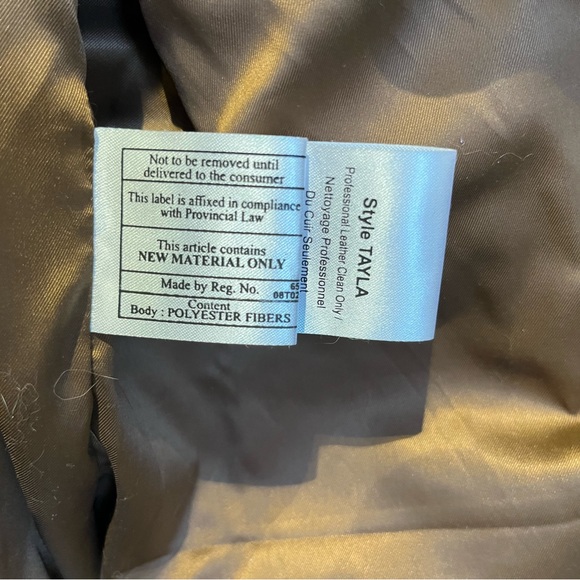 Not to be removed until
delivered to the consumer
This label is affixed in compliance
with Provincial Law
This article contains
NEW MATERIAL ONLY
Made by Reg. No.
Content
Body : POLYESTER FIBERS
Style TAYLA
Professional Leather Clean Only/
Nettoyage Professionnel
Du Cuir Seulement